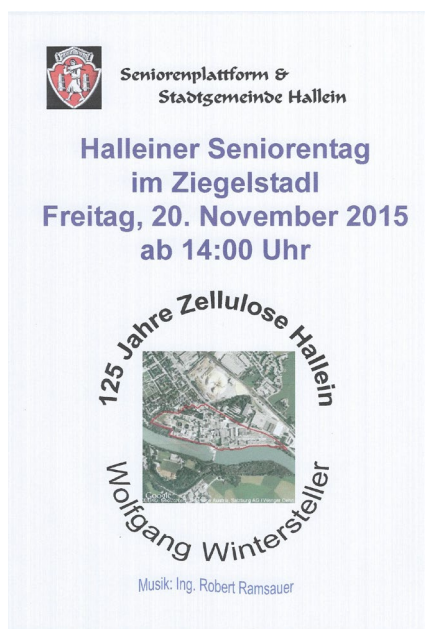 Seniorenplattform &
Stadtgemeinde Hallein
Halleiner Seniorentag
im Ziegelstadl
Freitag, 20. November 2015
ab 14:00 Uhr
125 Jahre Zellulose Hallein
Google
Wolfgang Wintersteller
Musik: Ing. Robert Ramsauer